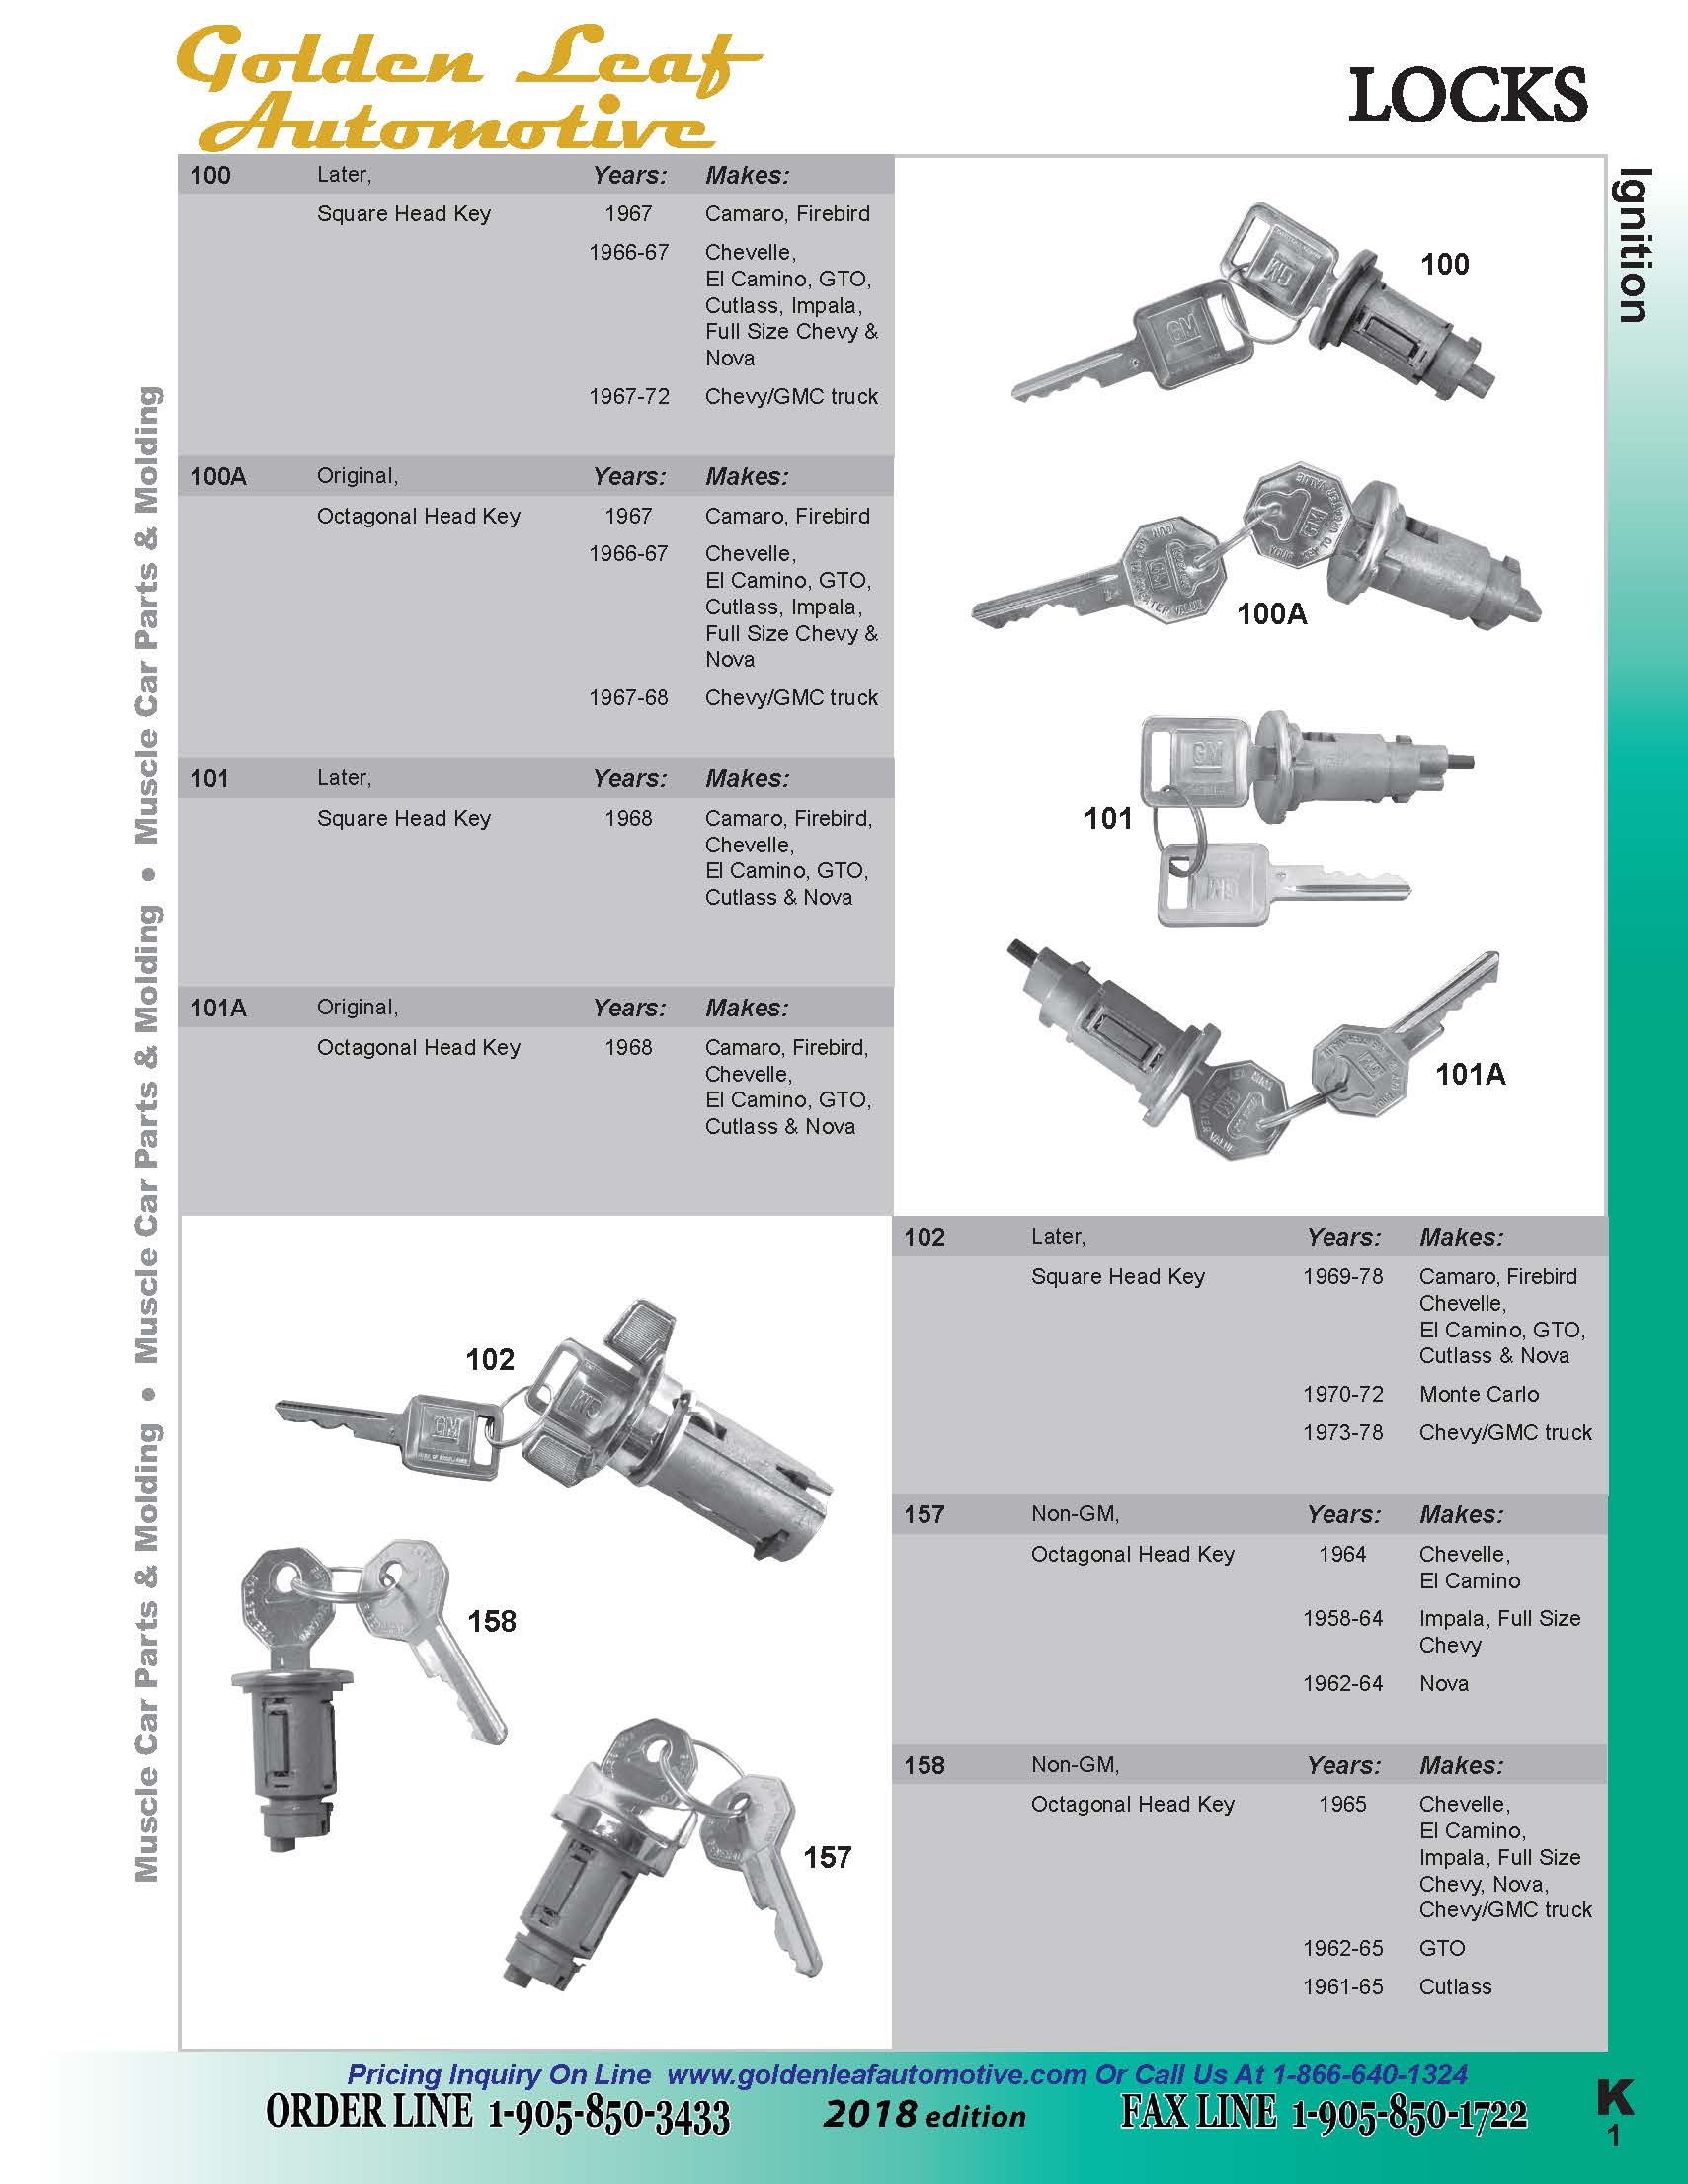 Golden Leaf
Automotive
LOCKS
Ignition
Muscle Car Parts & Molding • Muscle Car Parts & Molding • Muscle Car Parts & Molding
100 Later, Years: Makes:
Square Head Key 1967 Camaro, Firebird
1966-67 Chevelle,
El Camino, GTO,
Cutlass, Impala,
Full Size Chevy &
Nova
1967-72 Chevy/GMC truck
100A Original, Years: Makes:
Octagonal Head Key 1967 Camaro, Firebird
1966-67 Chevelle,
El Camino, GTO,
Cutlass, Impala,
Full Size Chevy &
Nova
1967-68 Chevy/GMC truck
101 Later, Years: Makes:
Square Head Key 1968 Camaro, Firebird,
Chevelle,
El Camino, GTO,
Cutlass & Nova
101A Original, Years: Makes:
Octagonal Head Key 1968 Camaro, Firebird,
Chevelle,
El Camino, GTO,
Cutlass & Nova
100
GM
GM
100A
GM
101
GM
GM
101A
102
GM
GM
158
157
102 Later, Years: Makes:
Square Head Key 1969-78 Camaro, Firebird
Chevelle,
El Camino, GTO,
Cutlass & Nova
1970-72 Monte Carlo
1973-78 Chevy/GMC truck
157 Non-GM, Years: Makes:
Octagonal Head Key 1964 Chevelle,
El Camino
1958-64 Impala, Full Size
Chevy
1962-64 Nova
158 Non-GM, Years: Makes:
Octagonal Head Key 1965 Chevelle,
El Camino,
Impala, Full Size
Chevy, Nova,
Chevy/GMC truck
1962-65 GTO
1961-65 Cutlass
Pricing Inquiry On Line www.goldenleafautomotive.com Or Call Us At 1-866-640-1324
ORDER LINE 1-905-850-3433 2018 edition FAX LINE 1-905-850-1722
K
1